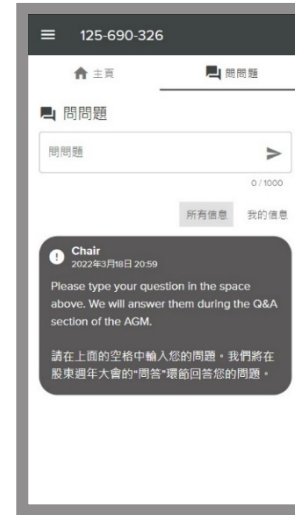 125-690-326
主頁
問問題
問問題
問問題
0 / 1000
所有信息 我的信息
Chair
2022年3月18日 20:59
Please type your question in the space
above. We will answer them during the Q&A
section of the AGM.
請在上面的空格中輸入您的問題。我們將在
股東週年大會的“問答”環節回答您的問題。